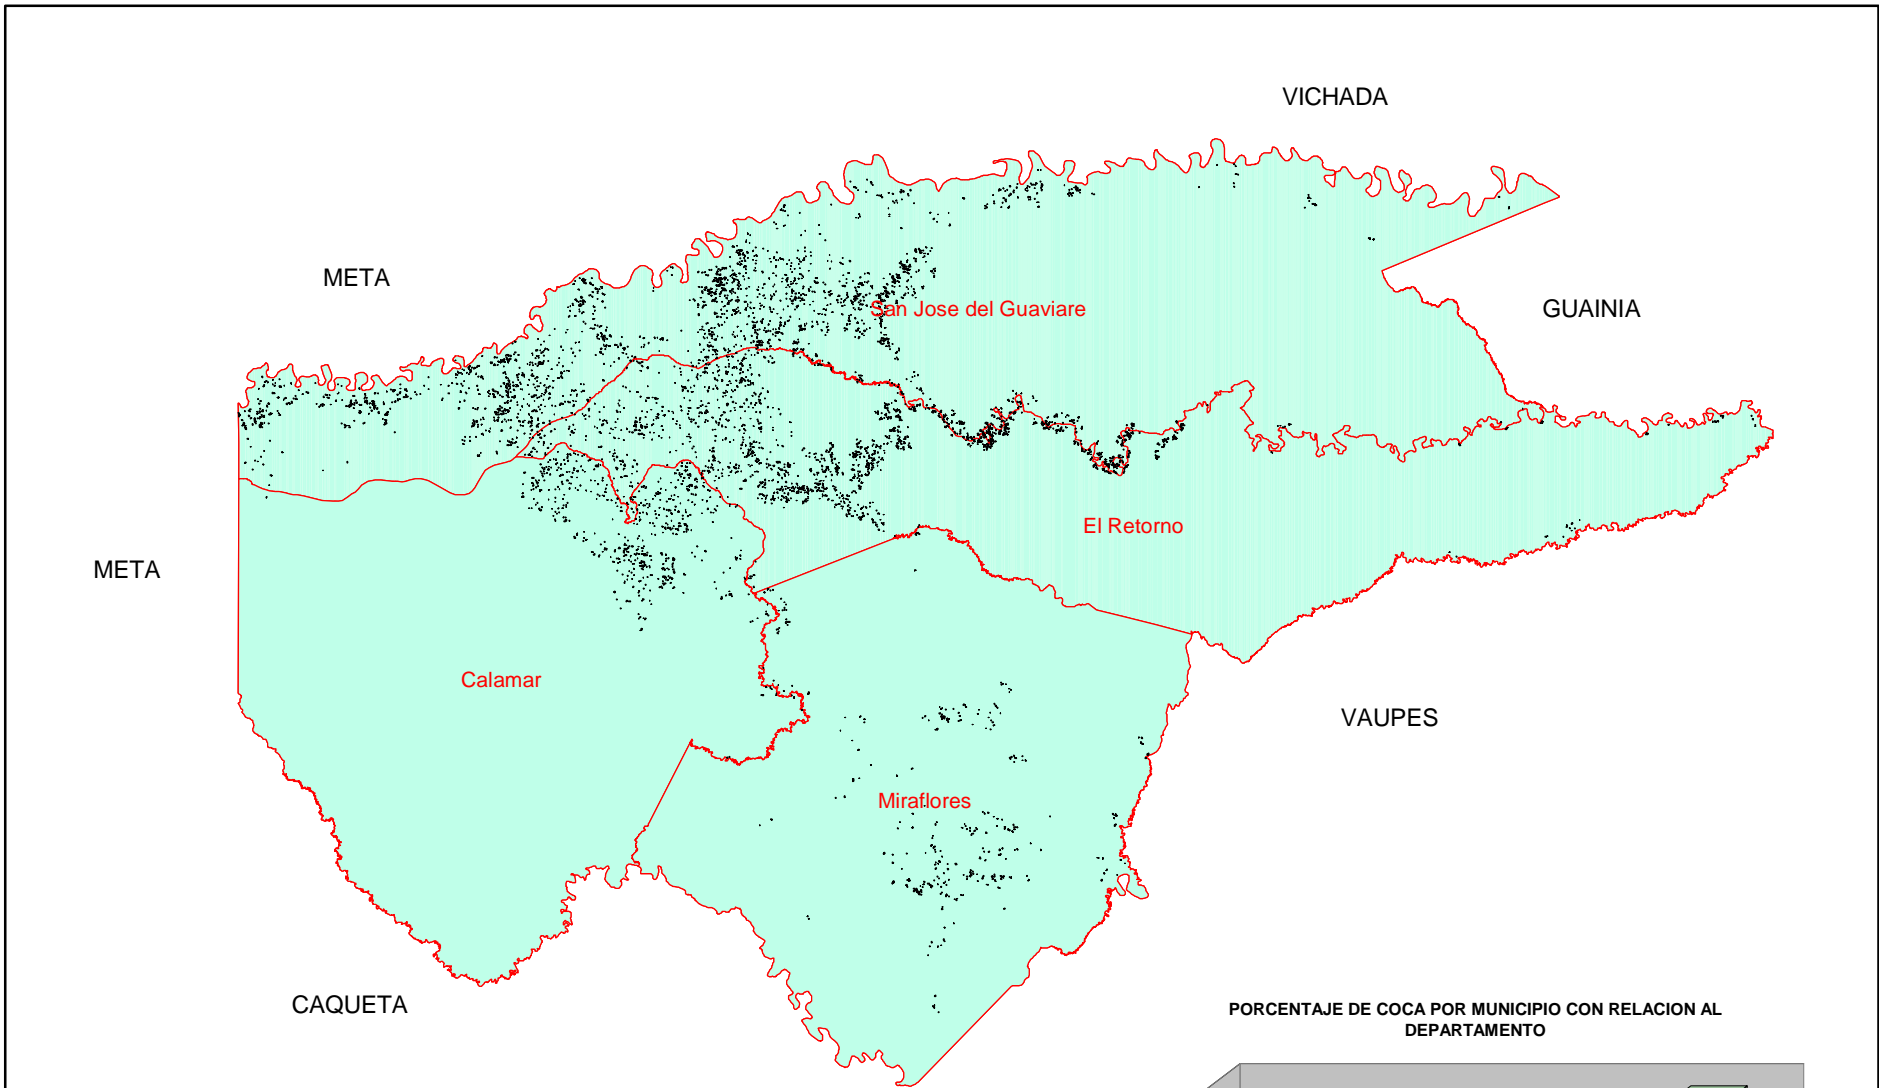 VICHADA
META
San Jose del Guaviare
GUAINIA
El Retorno
META
Calamar
VAUPES
Miraflores
CAQUETA
PORCENTAJE DE COCA POR MUNICIPIO CON RELACION AL
DEPARTAMENTO